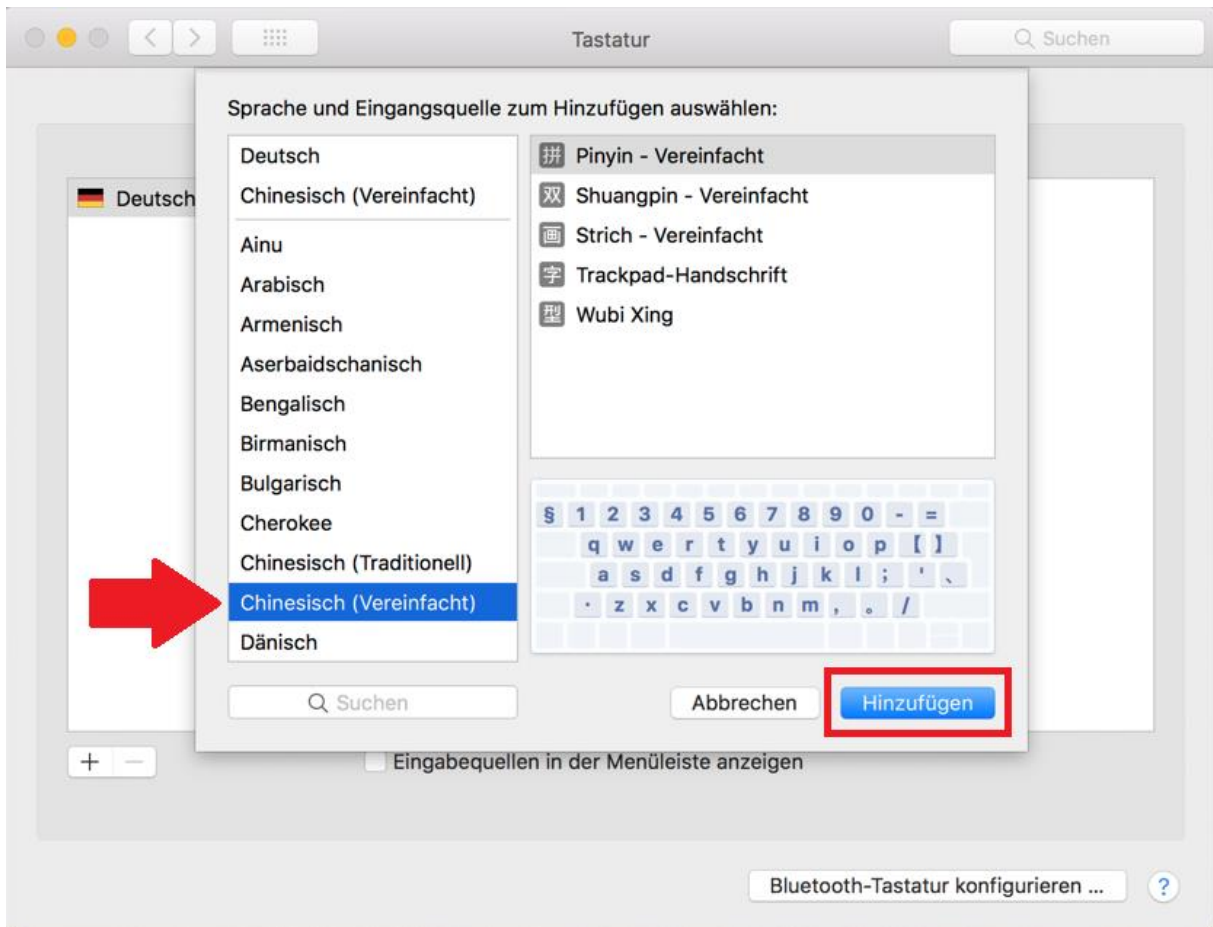 Tastatur
Suchen
Sprache und Eingangsquelle zum Hinzufügen auswählen:
Deutsch
Deutsch
Chinesisch (Vereinfacht)
Ainu
Arabisch
Armenisch
Aserbaidschanisch
Bengalisch
Birmanisch
Bulgarisch
Cherokee
Chinesisch (Traditionell)
Chinesisch (Vereinfacht)
Dänisch
Suchen
拼 Pinyin - Vereinfacht
双 Shuangpin - Vereinfacht
画 Strich - Vereinfacht
字 Trackpad-Handschrift
型 Wubi Xing
§ 1 2 3 4 5 6 7 8 9 0 - =
q w e r t y u i o p 【 】
a s d f g h j k l ; ' 、
· z x c v b n m , 。 /
Abbrechen
Hinzufügen
+ −
Eingabequellen in der Menüleiste anzeigen
Bluetooth-Tastatur konfigurieren ...
?